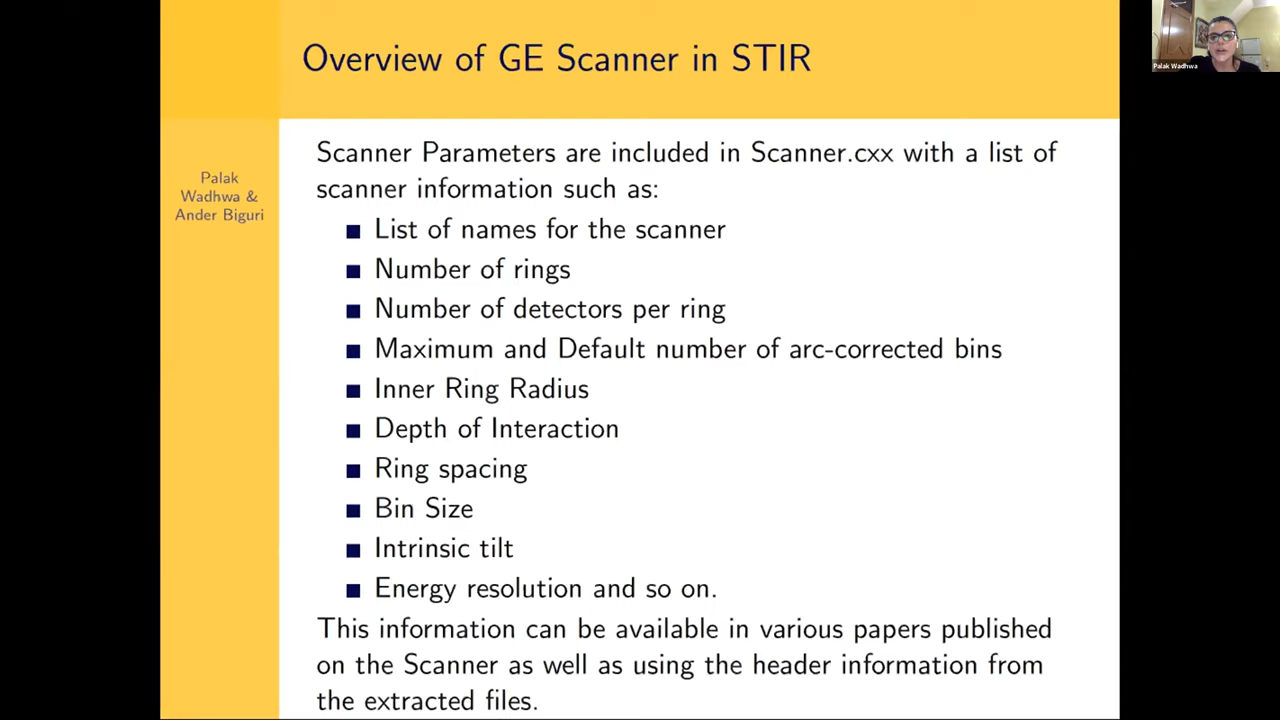 Overview of GE Scanner in STIR
Palak
Wadhwa &
Ander Biguri
Scanner Parameters are included in Scanner.cxx with a list of
scanner information such as:
List of names for the scanner
Number of rings
Number of detectors per ring
Maximum and Default number of arc-corrected bins
Inner Ring Radius
Depth of Interaction
Ring spacing
Bin Size
Intrinsic tilt
Energy resolution and so on.
This information can be available in various papers published
on the Scanner as well as using the header information from
the extracted files.
Palak Wadhwa